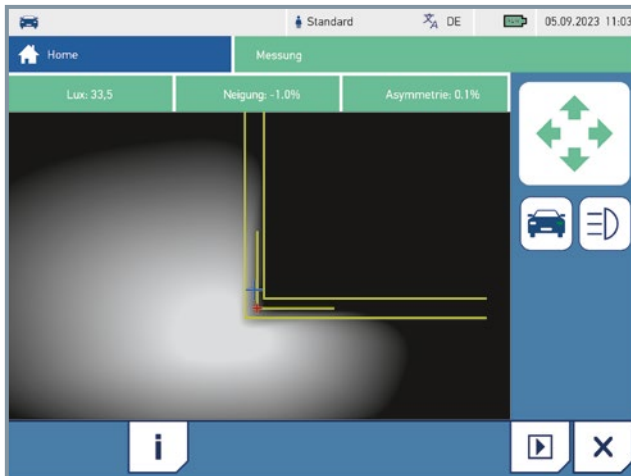 Standard DE 05.09.2023 11:03
Home Messung
Lux: 33,5 Neigung: -1.0% Asymmetrie: 0.1%
i